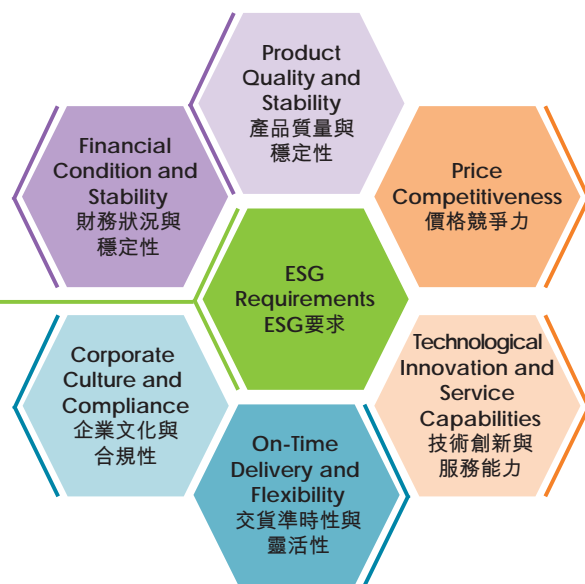 Product
Quality and
Stability
產品質量與
穩定性
Financial
Condition and
Stability
財務狀況與
穩定性
Price
Competitiveness
價格競爭力
ESG
Requirements
ESG要求
Corporate
Culture and
Compliance
企業文化與
合規性
Technological
Innovation and
Service
Capabilities
技術創新與
服務能力
On-Time
Delivery and
Flexibility
交貨準時性與
靈活性